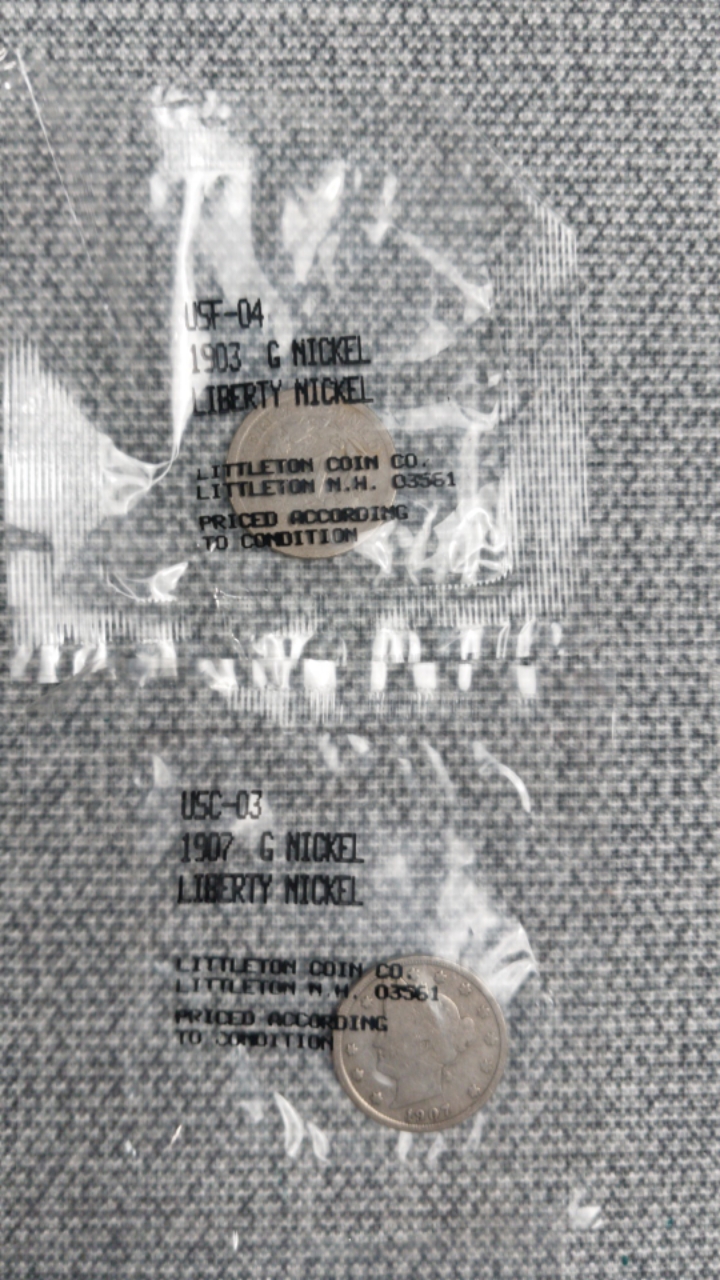 USF-04
1903 G NICKEL
LIBERTY NICKEL
LITTLETON COIN CO.
LITTLETON N.H. 03561
PRICED ACCORDING
TO CONDITION
USC-03
1907 G NICKEL
LIBERTY NICKEL
LITTLETON COIN CO.
LITTLETON N.H. 03561
PRICED ACCORDING
TO CONDITION
1907